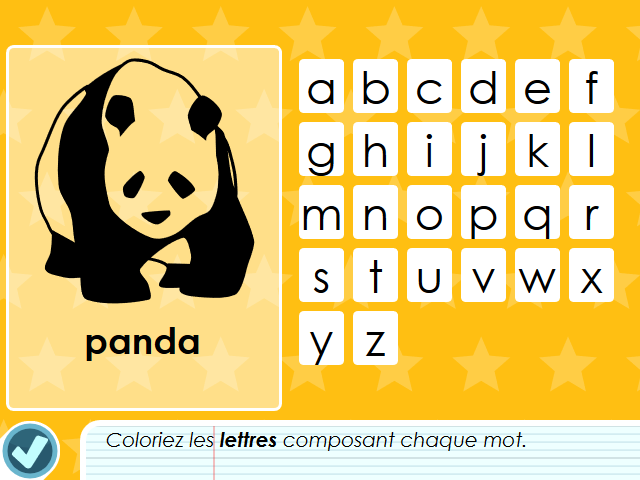 a b c d e f
g h i j k l
m n o p q r
s t u v w x
y z
panda
Coloriez les lettres composant chaque mot.